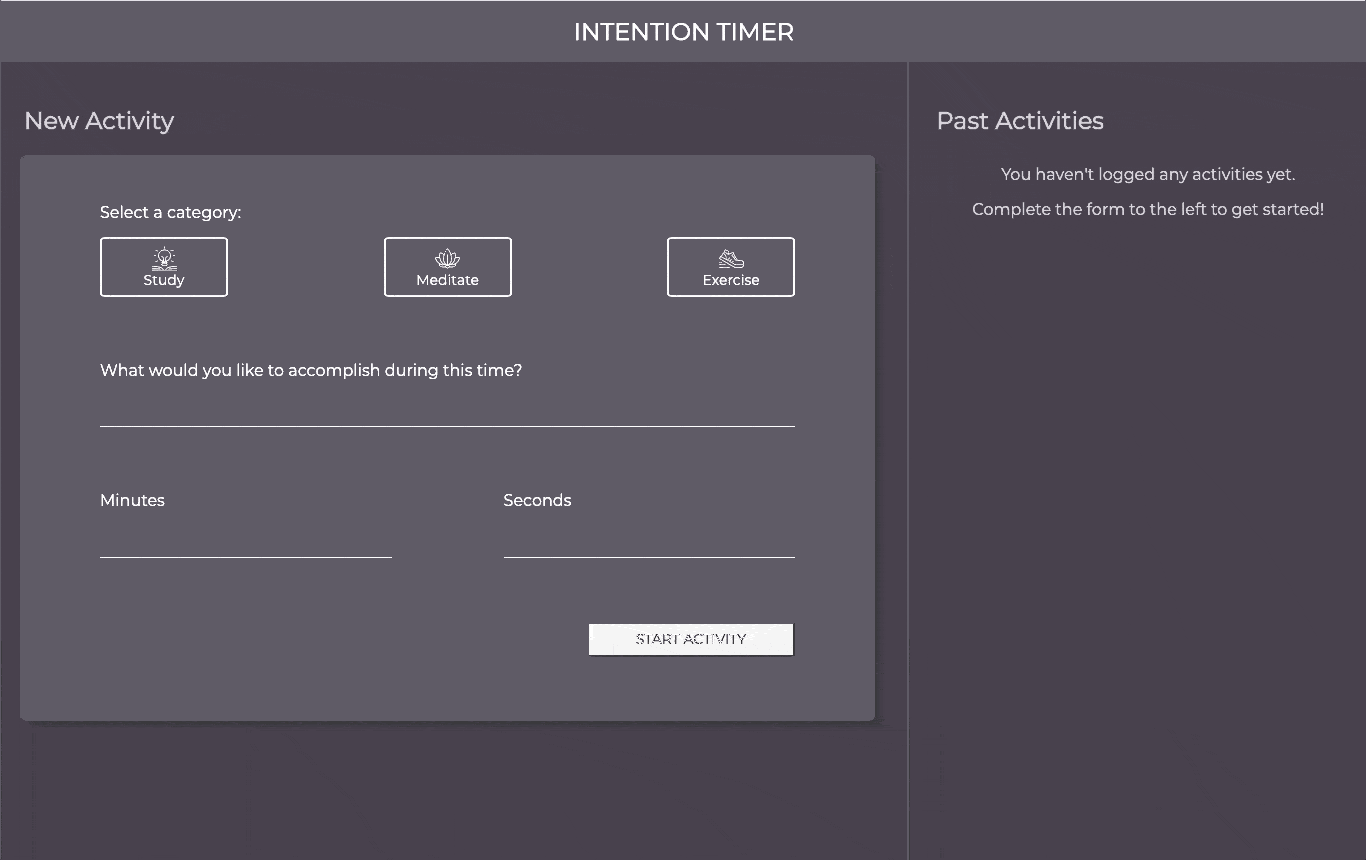 INTENTION TIMER
New Activity
Select a category:
Study
Meditate
Exercise
What would you like to accomplish during this time?
Minutes
Seconds
START ACTIVITY
Past Activities
You haven't logged any activities yet.
Complete the form to the left to get started!